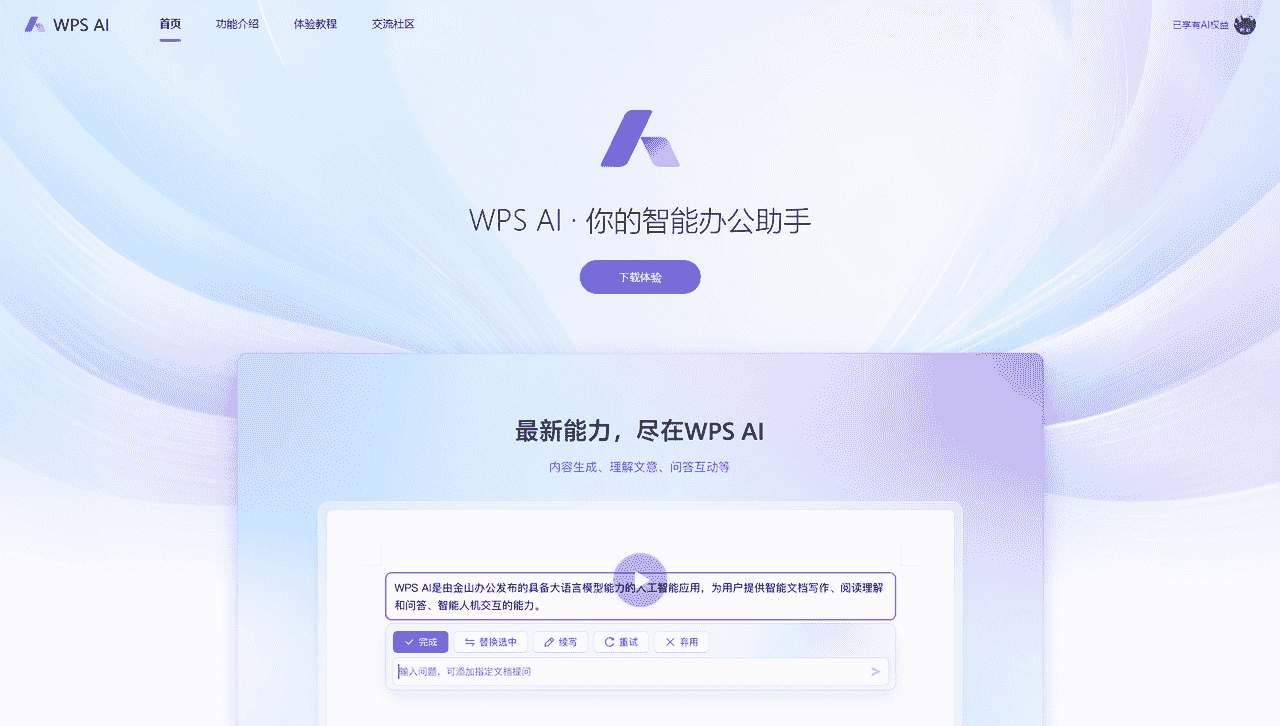 WPS AI
首页
功能介绍
体验教程
交流社区
已享有AI权益
WPS AI · 你的智能办公助手
下载体验
最新能力，尽在WPS AI
内容生成、理解文意、问答互动等
WPS AI是由金山办公发布的具备大语言模型能力的人工智能应用，为用户提供智能文档写作、阅读理解
和问答、智能人机交互的能力。
完成
替换选中
续写
重试
弃用
输入问题，可添加指定文档提问